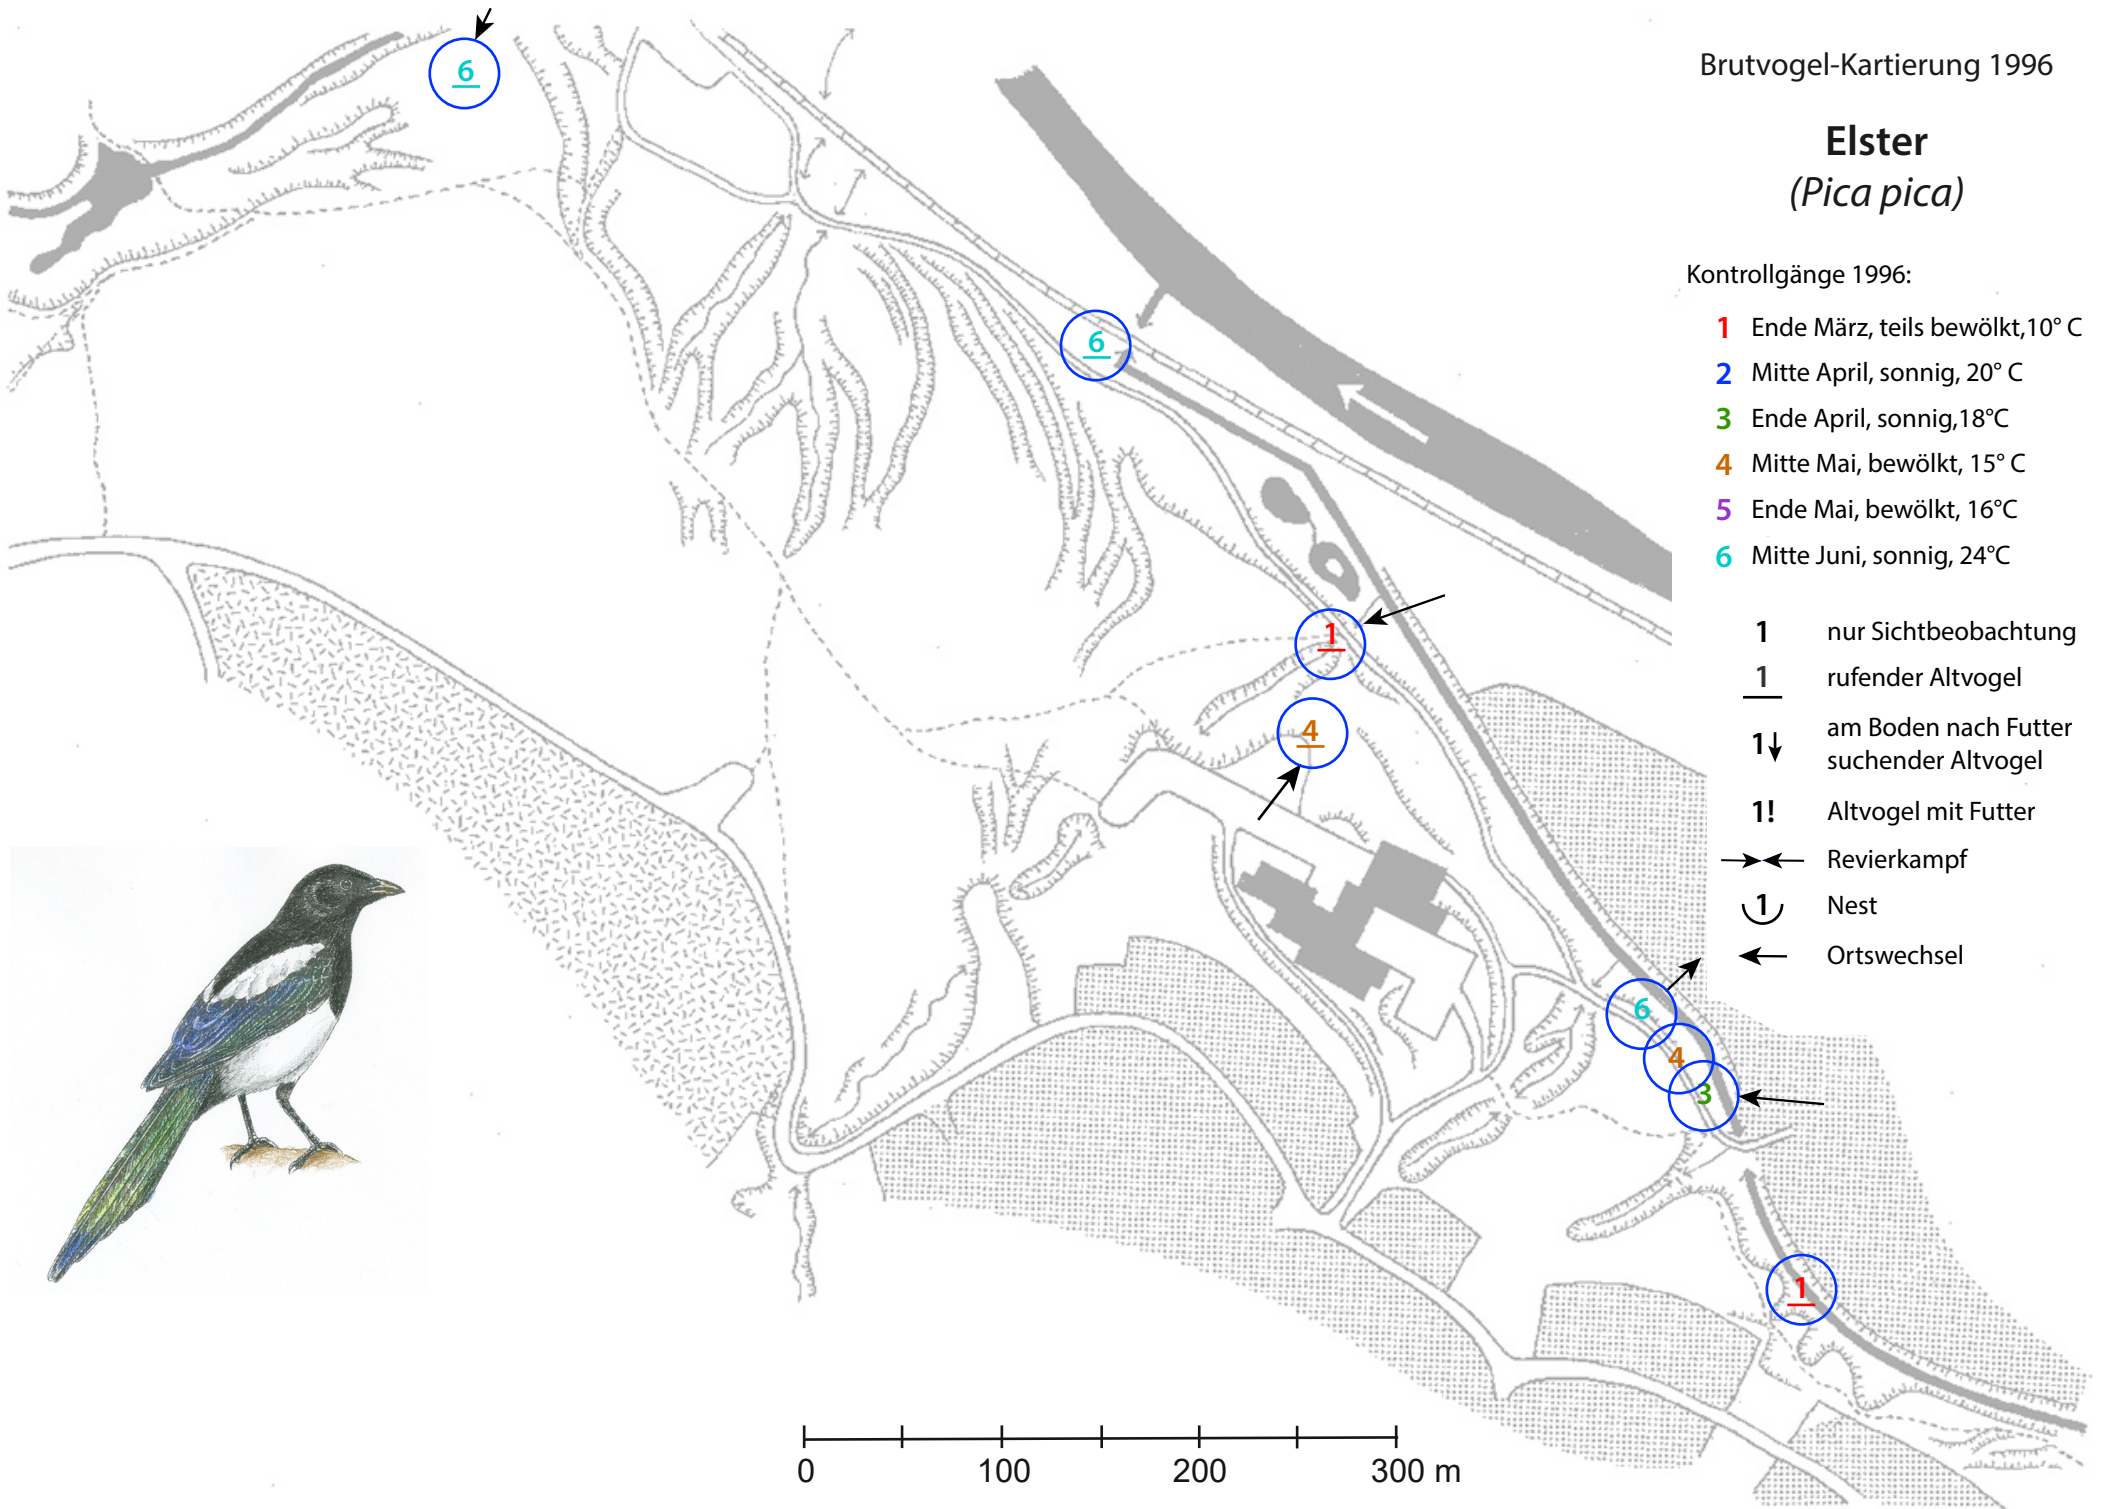 Brutvogel-Kartierung 1996
Elster
(Pica pica)
Kontrollgänge 1996:
1 Ende März, teils bewölkt,10° C
2 Mitte April, sonnig, 20° C
3 Ende April, sonnig,18°C
4 Mitte Mai, bewölkt, 15° C
5 Ende Mai, bewölkt, 16°C
6 Mitte Juni, sonnig, 24°C
1 nur Sichtbeobachtung
1 rufender Altvogel
1 am Boden nach Futter
suchender Altvogel
1! Altvogel mit Futter
Revierkampf
1 Nest
Ortswechsel
6
6
1
4
6
4
3
1
0 100 200 300 m